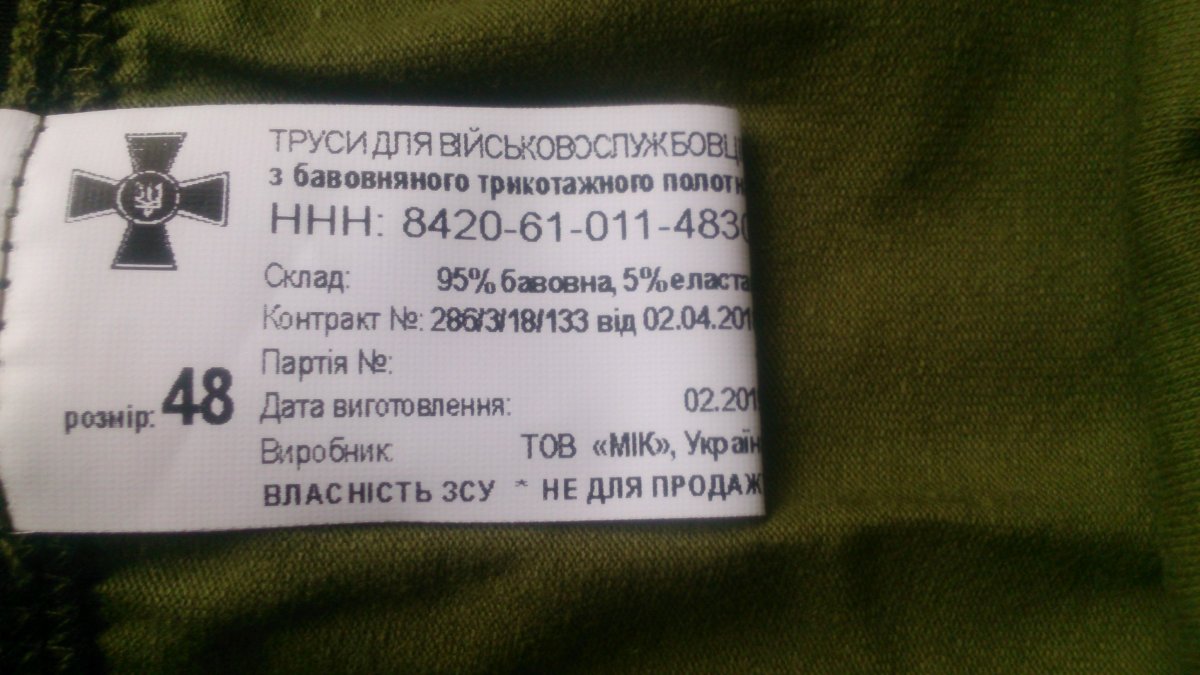 ТРУСИ ДЛЯ ВІЙСЬКОВОСЛУЖБОВЦ
з бавовняного трикотажного полотн
ННН: 8420-61-011-4830
Склад: 95% бавовна, 5% еласта
Контракт №: 286/3/18/133 від 02.04.201
Партія №:
розмір: 48
Дата виготовлення: 02.201
Виробник: ТОВ «МІК», Україн
ВЛАСНІСТЬ ЗСУ * НЕ ДЛЯ ПРОДАЖ